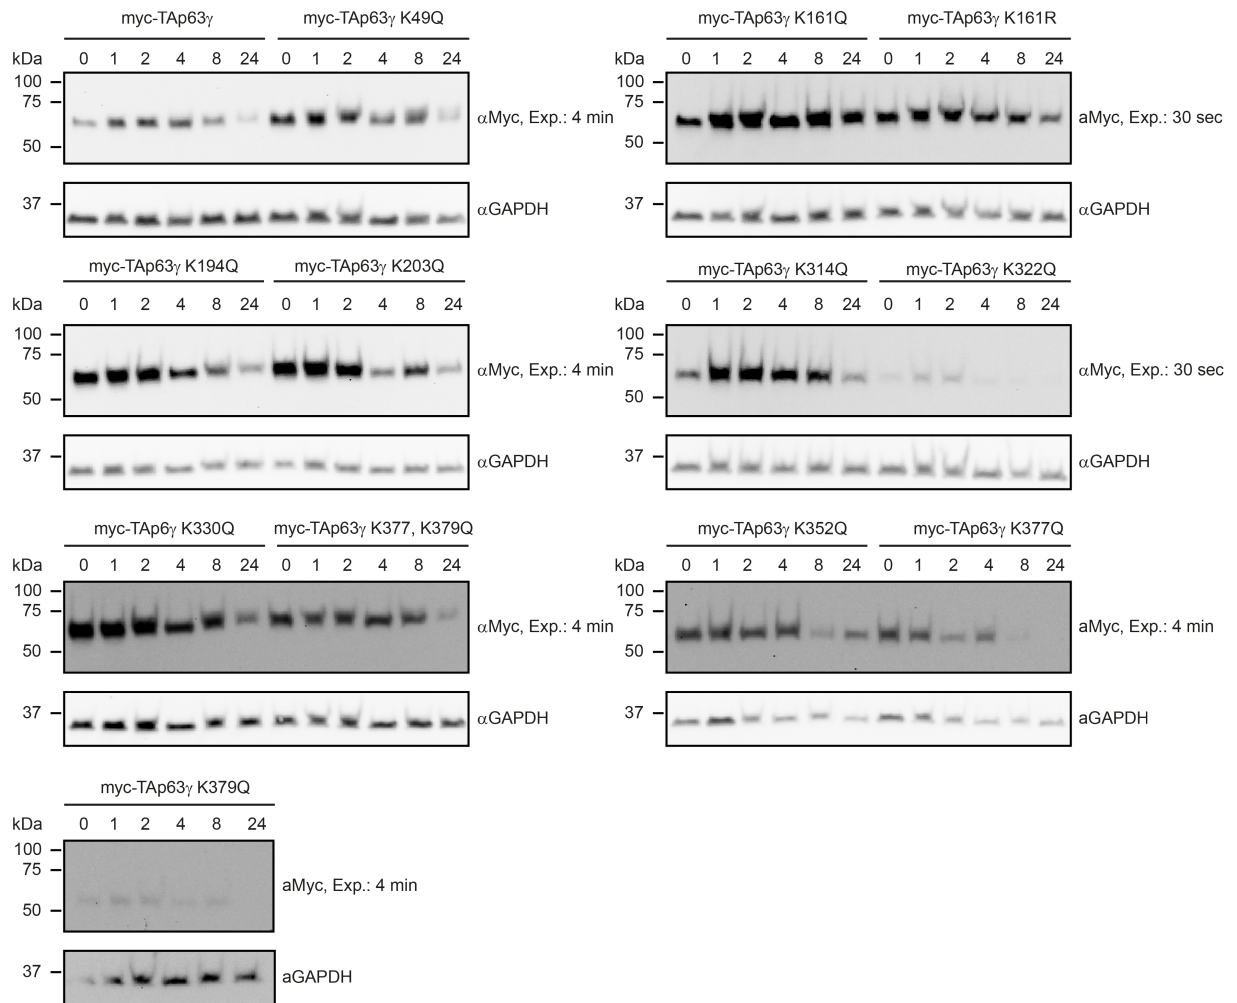 myc-TAp63γ myc-TAp63γ K49Q
kDa 0 1 2 4 8 24 0 1 2 4 8 24
100
75
50
αMyc, Exp.: 4 min
37
αGAPDH
myc-TAp63γ K161Q myc-TAp63γ K161R
kDa 0 1 2 4 8 24 0 1 2 4 8 24
100
75
50
aMyc, Exp.: 30 sec
37
αGAPDH
myc-TAp63γ K194Q myc-TAp63γ K203Q
kDa 0 1 2 4 8 24 0 1 2 4 8 24
100
75
50
αMyc, Exp.: 4 min
37
αGAPDH
myc-TAp63γ K314Q myc-TAp63γ K322Q
kDa 0 1 2 4 8 24 0 1 2 4 8 24
100
75
50
αMyc, Exp.: 30 sec
37
αGAPDH
myc-TAp6γ K330Q myc-TAp63γ K377, K379Q
kDa 0 1 2 4 8 24 0 1 2 4 8 24
100
75
50
αMyc, Exp.: 4 min
37
αGAPDH
myc-TAp63γ K352Q myc-TAp63γ K377Q
kDa 0 1 2 4 8 24 0 1 2 4 8 24
100
75
50
aMyc, Exp.: 4 min
37
aGAPDH
myc-TAp63γ K379Q
kDa 0 1 2 4 8 24
100
75
50
aMyc, Exp.: 4 min
37
aGAPDH